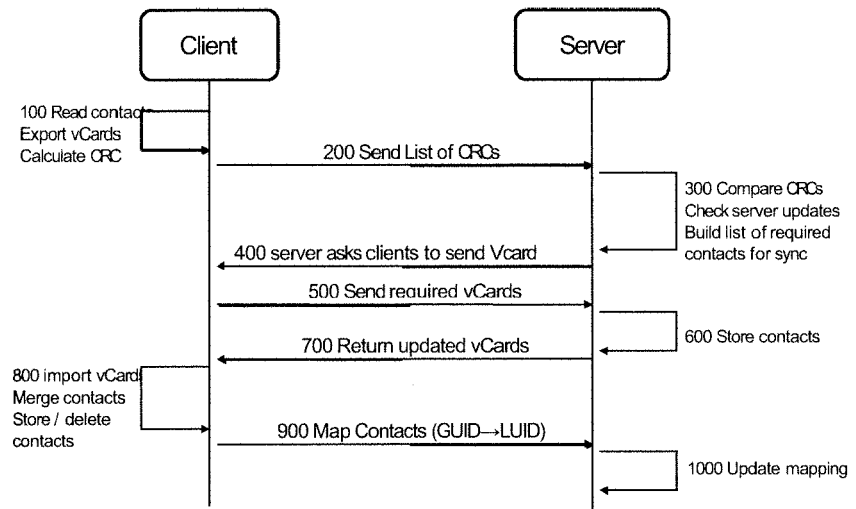 Client
Server
100 Read contacts
Export vCards
Calculate CRC
200 Send List of CRCs
300 Compare CRCs
Check server updates
Build list of required
contacts for sync
400 server asks clients to send Vcard
500 Send required vCards
600 Store contacts
700 Return updated vCards
800 import vCards
Merge contacts
Store / delete
contacts
900 Map Contacts (GUID→LUID)
1000 Update mapping